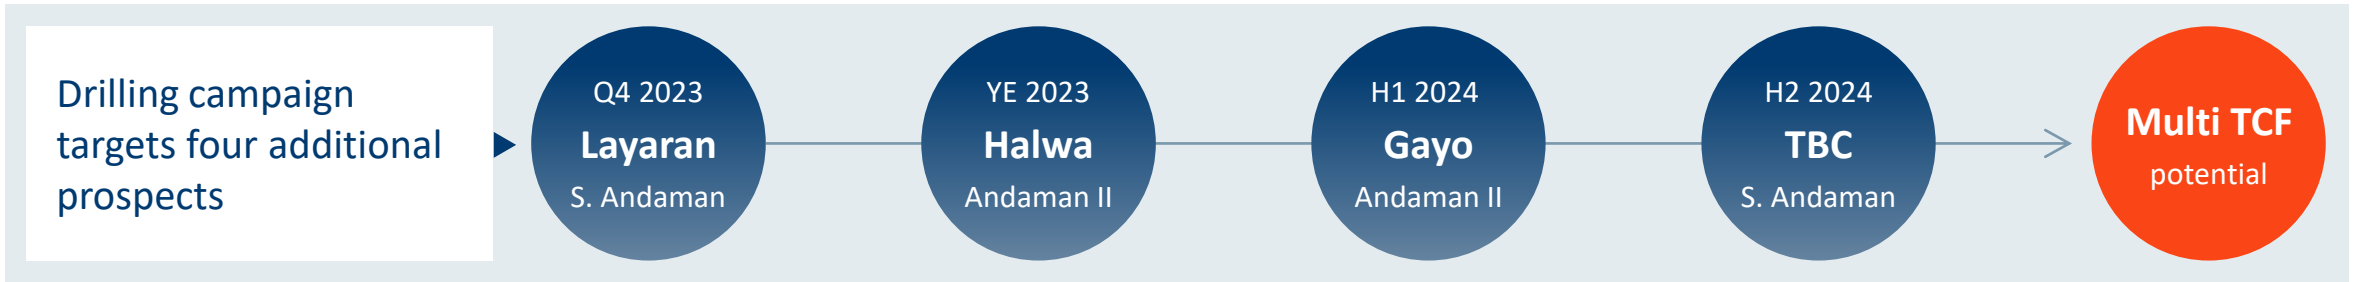 Drilling campaign
targets four additional
prospects
Q4 2023
Layaran
S. Andaman
YE 2023
Halwa
Andaman II
H1 2024
Gayo
Andaman II
H2 2024
TBC
S. Andaman
Multi TCF
potential